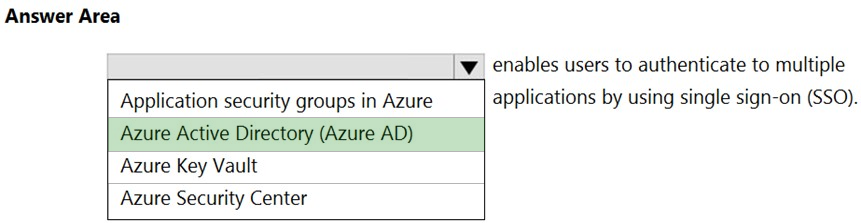 Answer Area
enables users to authenticate to multiple
applications by using single sign-on (SSO).
Application security groups in Azure
Azure Active Directory (Azure AD)
Azure Key Vault
Azure Security Center